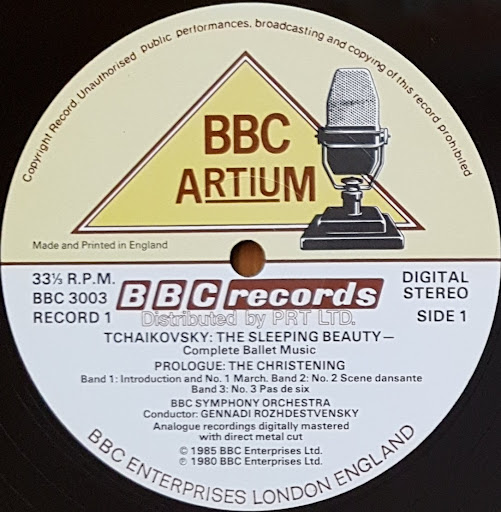 Copyright Record. Unauthorised public performances, broadcasting and copying of this record prohibited
BBC
ARTIUM
Made and Printed in England
33⅓ R.P.M.
BBC 3003
RECORD 1
BBC records
Distributed by PRT LTD.
DIGITAL
STEREO
SIDE 1
TCHAIKOVSKY: THE SLEEPING BEAUTY—
Complete Ballet Music
PROLOGUE: THE CHRISTENING
Band 1: Introduction and No. 1 March. Band 2: No. 2 Scene dansante
Band 3: No. 3 Pas de six
BBC SYMPHONY ORCHESTRA
Conductor: GENNADI ROZHDESTVENSKY
Analogue recordings digitally mastered
with direct metal cut
© 1985 BBC Enterprises Ltd.
℗ 1980 BBC Enterprises Ltd.
BBC ENTERPRISES LONDON ENGLAND